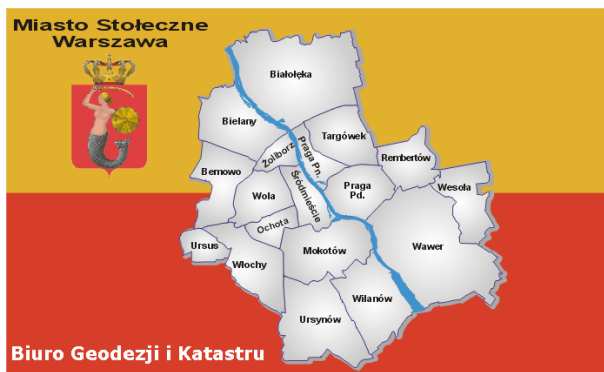 Miasto Stołeczne
Warszawa
Białołęka
Bielany
Targówek
Żoliborz
Praga Pn.
Rembertów
Bemowo
Wesoła
Wola
Śródmieście
Praga
Pd.
Ochota
Ursus
Włochy
Mokotów
Wawer
Wilanów
Ursynów
Biuro Geodezji i Katastru